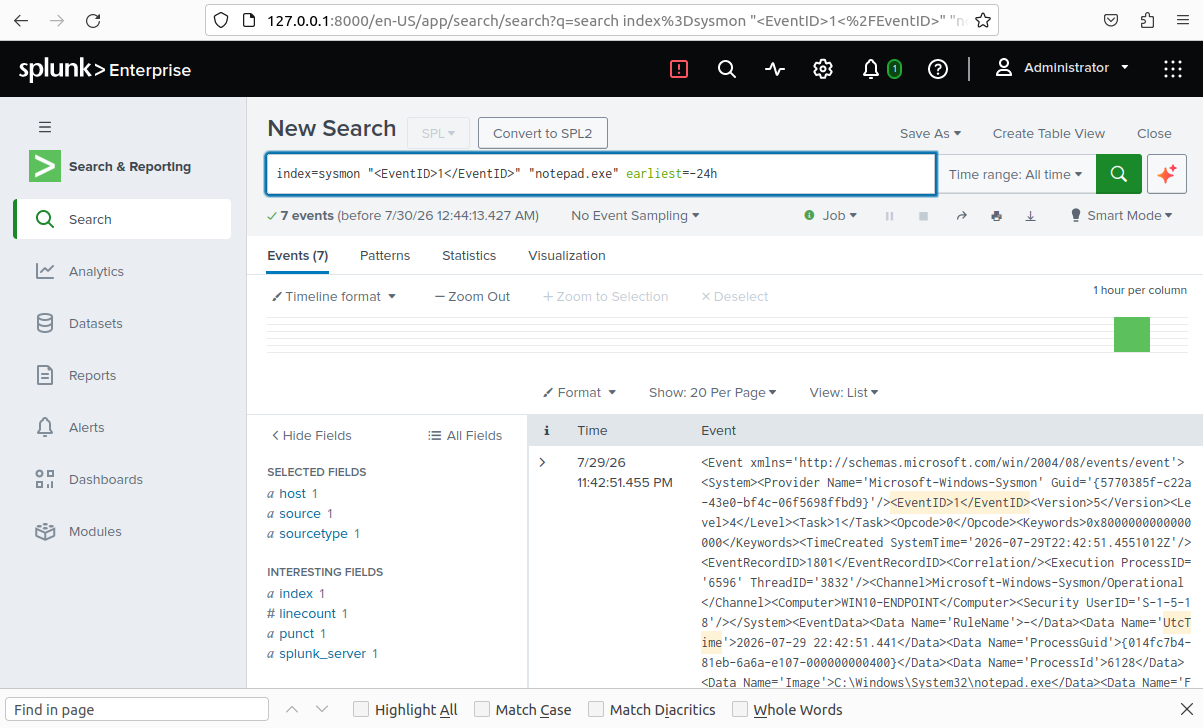 127.0.0.1:8000/en-US/app/search/search?q=search index%3Dsysmon "<EventID>1<%2FEventID>" "no
splunk> Enterprise
1
Administrator
Search & Reporting
Search
Analytics
Datasets
Reports
Alerts
Dashboards
Modules
New Search
SPL
Convert to SPL2
Save As
Create Table View
Close
index=sysmon "<EventID>1</EventID>" "notepad.exe" earliest=-24h
Time range: All time
7 events (before 7/30/26 12:44:13.427 AM)
No Event Sampling
Job
Smart Mode
Events (7)
Patterns
Statistics
Visualization
Timeline format
Zoom Out
Zoom to Selection
Deselect
1 hour per column
Format
Show: 20 Per Page
View: List
Hide Fields
All Fields
SELECTED FIELDS
a host 1
a source 1
a sourcetype 1
INTERESTING FIELDS
a index 1
# linecount 1
a punct 1
a splunk_server 1
i
Time
Event
7/29/26
11:42:51.455 PM
<Event xmlns='http://schemas.microsoft.com/win/2004/08/events/event'>
<System><Provider Name='Microsoft-Windows-Sysmon' Guid='{5770385f-c22a
-43e0-bf4c-06f5698ffbd9}'/><EventID>1</EventID><Version>5</Version><Le
vel>4</Level><Task>1</Task><Opcode>0</Opcode><Keywords>0x8000000000000
000</Keywords><TimeCreated SystemTime='2026-07-29T22:42:51.4551012Z'/>
<EventRecordID>1801</EventRecordID><Correlation/><Execution ProcessID=
'6596' ThreadID='3832'/><Channel>Microsoft-Windows-Sysmon/Operational
</Channel><Computer>WIN10-ENDPOINT</Computer><Security UserID='S-1-5-1
8'/></System><EventData><Data Name='RuleName'>-</Data><Data Name='UtcT
ime'>2026-07-29 22:42:51.441</Data><Data Name='ProcessGuid'>{014fc7b4-
81eb-6a6a-e107-000000000400}</Data><Data Name='ProcessId'>6128</Data>
<Data Name='Image'>C:\Windows\System32\notepad.exe</Data><Data Name='F
Find in page
Highlight All
Match Case
Match Diacritics
Whole Words